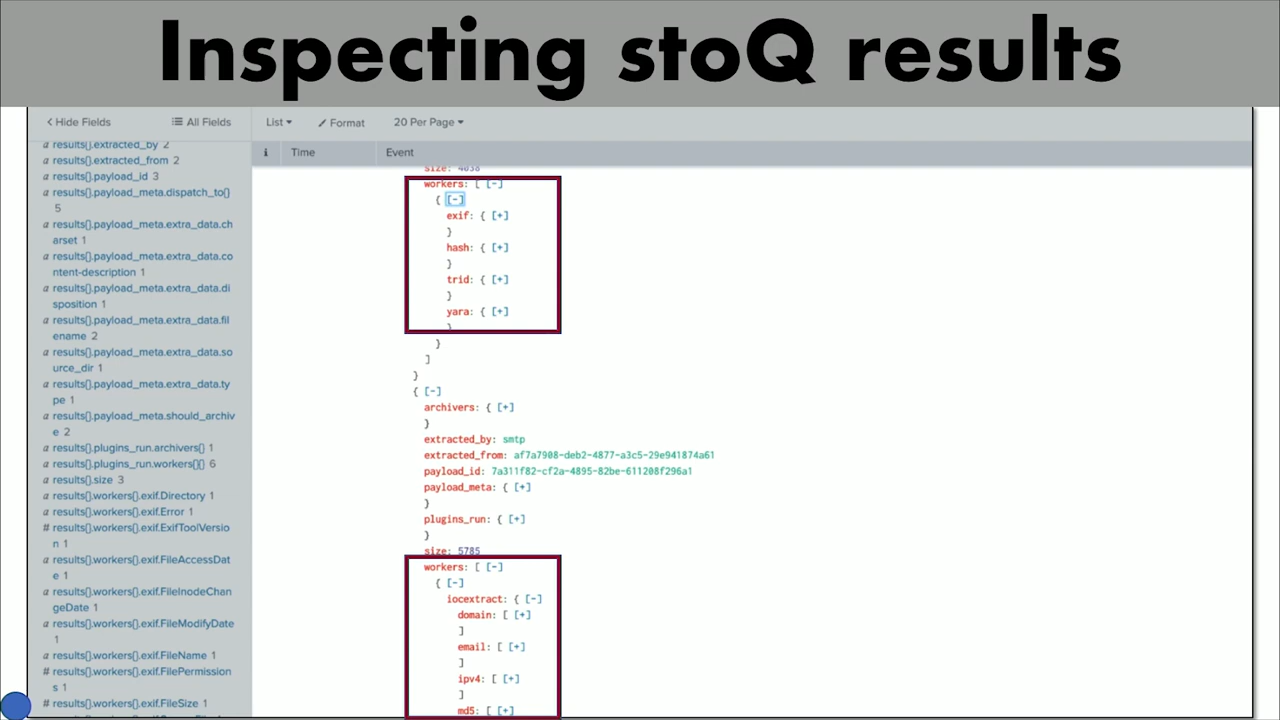 Inspecting stoQ results
< Hide Fields
All Fields
List
Format
20 Per Page
i
Time
Event
a results{}.extracted_by 2
a results{}.extracted_from 2
a results{}.payload_id 3
a results{}.payload_meta.dispatch_to{}
5
a results{}.payload_meta.extra_data.ch
arset 1
a results{}.payload_meta.extra_data.co
ntent-description 1
a results{}.payload_meta.extra_data.di
sposition 1
a results{}.payload_meta.extra_data.fil
ename 2
a results{}.payload_meta.extra_data.so
urce_dir 1
a results{}.payload_meta.extra_data.ty
pe 1
a results{}.payload_meta.should_archiv
e 2
a results{}.plugins_run.archivers{} 1
a results{}.plugins_run.workers{}{} 6
a results{}.size 3
a results{}.workers{}.exif.Directory 1
a results{}.workers{}.exif.Error 1
# results{}.workers{}.exif.ExifToolVersio
n 1
a results{}.workers{}.exif.FileAccessDat
e 1
a results{}.workers{}.exif.FileInodeChan
geDate 1
a results{}.workers{}.exif.FileModifyDate
1
a results{}.workers{}.exif.FileName 1
# results{}.workers{}.exif.FilePermission
s 1
# results{}.workers{}.exif.FileSize 1
size: 4038
workers: [ [-]
{ [-]
exif: { [+]
}
hash: { [+]
}
trid: { [+]
}
yara: { [+]
}
}
]
}
{ [-]
archivers: { [+]
}
extracted_by: smtp
extracted_from: af7a7908-deb2-4877-a3c5-29e941874a61
payload_id: 7a311f82-cf2a-4895-82be-611208f296a1
payload_meta: { [+]
}
plugins_run: { [+]
}
size: 5785
workers: [ [-]
{ [-]
iocextract: { [-]
domain: [ [+]
]
email: [ [+]
]
ipv4: [ [+]
]
md5: [ [+]